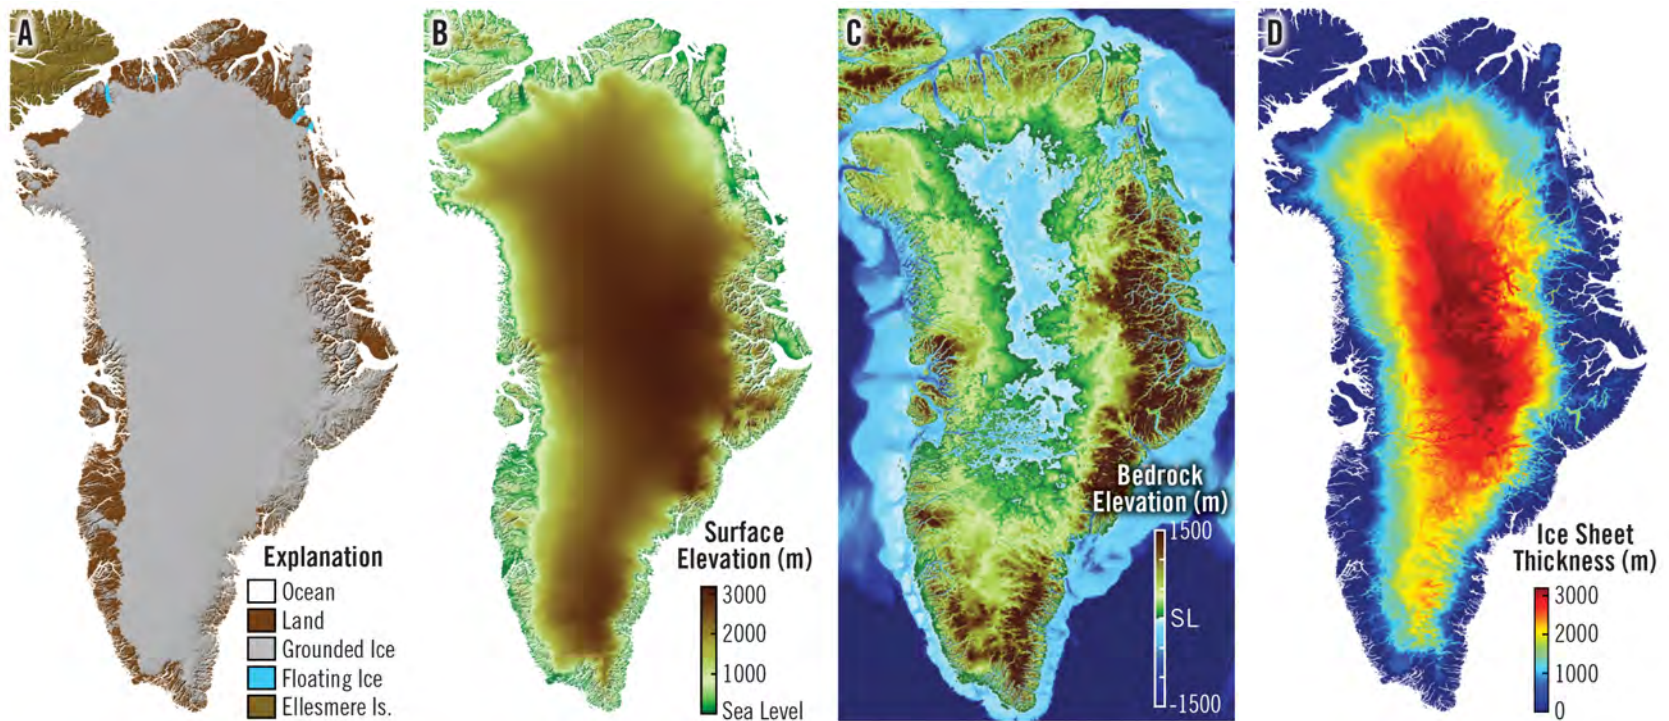 A
Explanation
Ocean
Land
Grounded Ice
Floating Ice
Ellesmere Is.
B
Surface
Elevation (m)
3000
2000
1000
Sea Level
C
Bedrock
Elevation (m)
1500
SL
-1500
D
Ice Sheet
Thickness (m)
3000
2000
1000
0